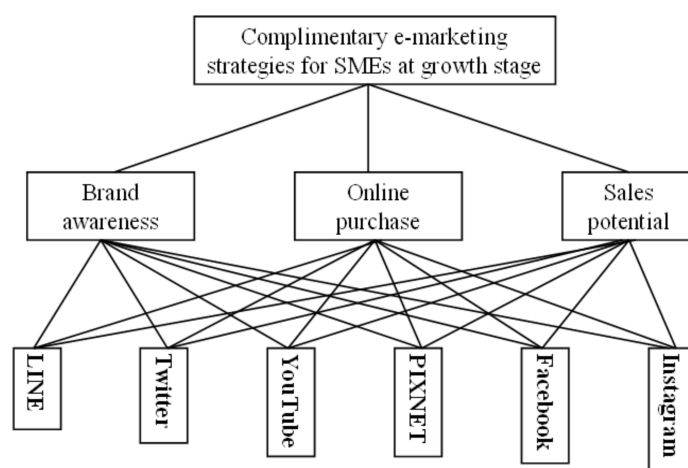 Complimentary e-marketing
strategies for SMEs at growth stage
Brand
awareness
Online
purchase
Sales
potential
LINE
Twitter
YouTube
PIXNET
Facebook
Instagram